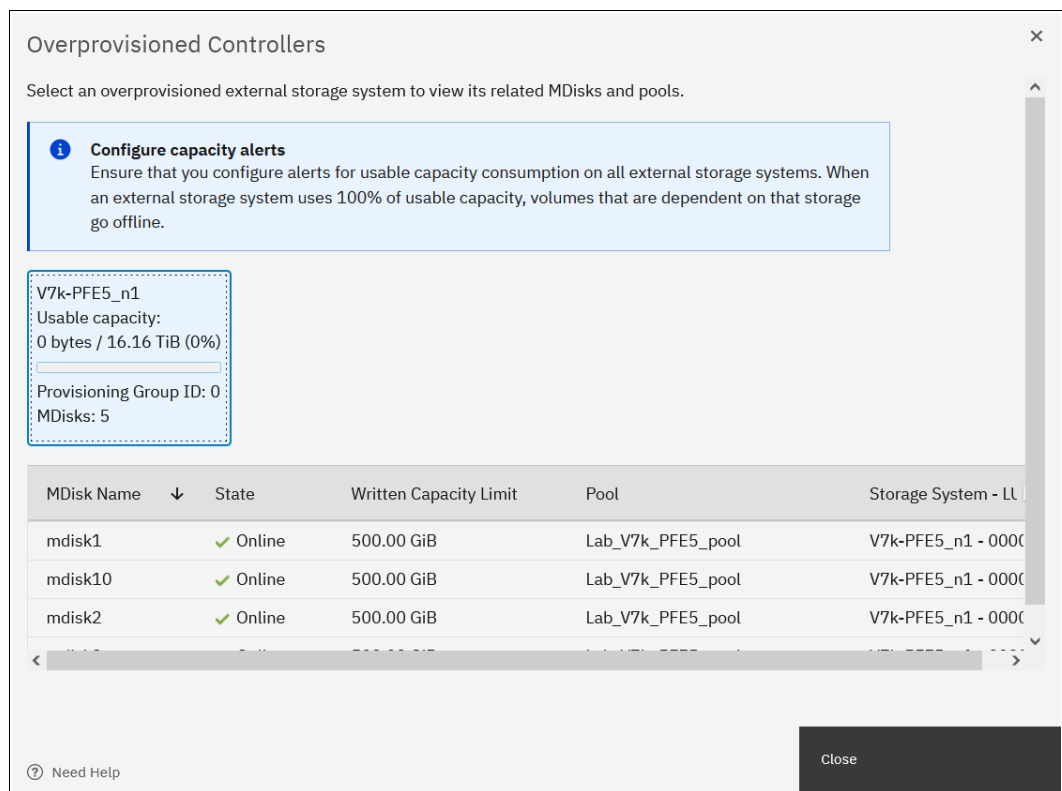 Overprovisioned Controllers
Select an overprovisioned external storage system to view its related MDisks and pools.
Configure capacity alerts
Ensure that you configure alerts for usable capacity consumption on all external storage systems. When
an external storage system uses 100% of usable capacity, volumes that are dependent on that storage
go offline.
V7k-PFE5_n1
Usable capacity:
0 bytes / 16.16 TiB (0%)
Provisioning Group ID: 0
MDisks: 5
MDisk Name State Written Capacity Limit Pool Storage System - LU
mdisk1 Online 500.00 GiB Lab_V7k_PFE5_pool V7k-PFE5_n1 - 0000
mdisk10 Online 500.00 GiB Lab_V7k_PFE5_pool V7k-PFE5_n1 - 0000
mdisk2 Online 500.00 GiB Lab_V7k_PFE5_pool V7k-PFE5_n1 - 0000
Need Help
Close